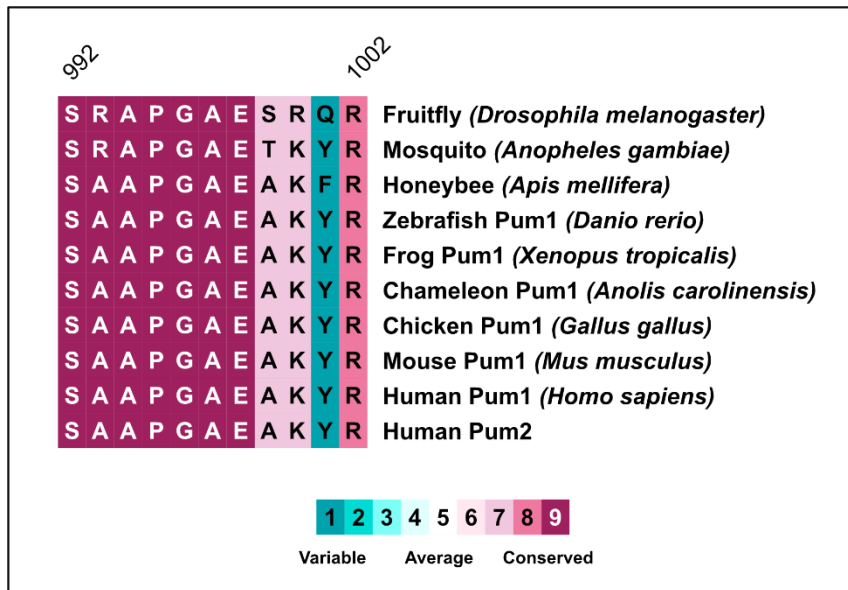 992 1002
S R A P G A E S R Q R Fruitfly (Drosophila melanogaster)
S R A P G A E T K Y R Mosquito (Anopheles gambiae)
S A A P G A E A K F R Honeybee (Apis mellifera)
S A A P G A E A K Y R Zebrafish Pum1 (Danio rerio)
S A A P G A E A K Y R Frog Pum1 (Xenopus tropicalis)
S A A P G A E A K Y R Chameleon Pum1 (Anolis carolinensis)
S A A P G A E A K Y R Chicken Pum1 (Gallus gallus)
S A A P G A E A K Y R Mouse Pum1 (Mus musculus)
S A A P G A E A K Y R Human Pum1 (Homo sapiens)
S A A P G A E A K Y R Human Pum2
1 2 3 4 5 6 7 8 9
Variable Average Conserved